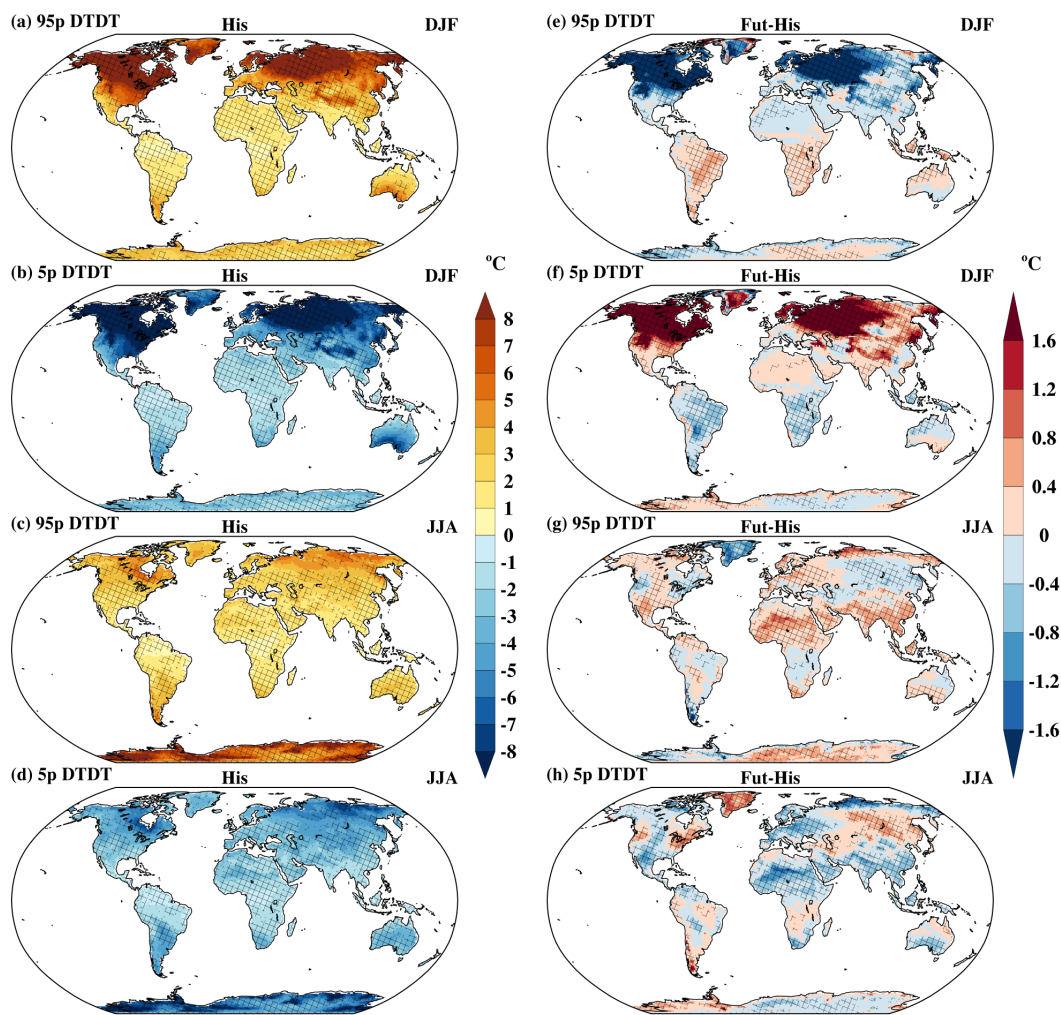 (a) 95p DTDT His DJF
(e) 95p DTDT Fut-His DJF
(b) 5p DTDT His DJF
(f) 5p DTDT Fut-His DJF
(c) 95p DTDT His JJA
(g) 95p DTDT Fut-His JJA
(d) 5p DTDT His JJA
(h) 5p DTDT Fut-His JJA
°C
8
7
6
5
4
3
2
1
0
-1
-2
-3
-4
-5
-6
-7
-8
°C
1.6
1.2
0.8
0.4
0
-0.4
-0.8
-1.2
-1.6